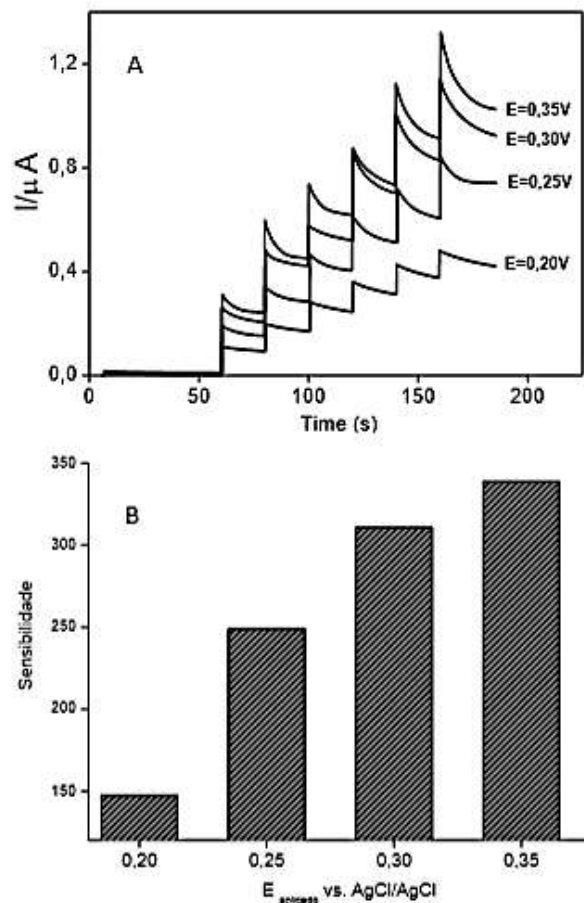 A
I/μA
1,2
0,8
0,4
0,0
E=0,35V
E=0,30V
E=0,25V
E=0,20V
0 50 100 150 200
Time (s)
B
Sensibilidade
350
300
250
200
150
0,20 0,25 0,30 0,35
E vs. AgCl/AgCl